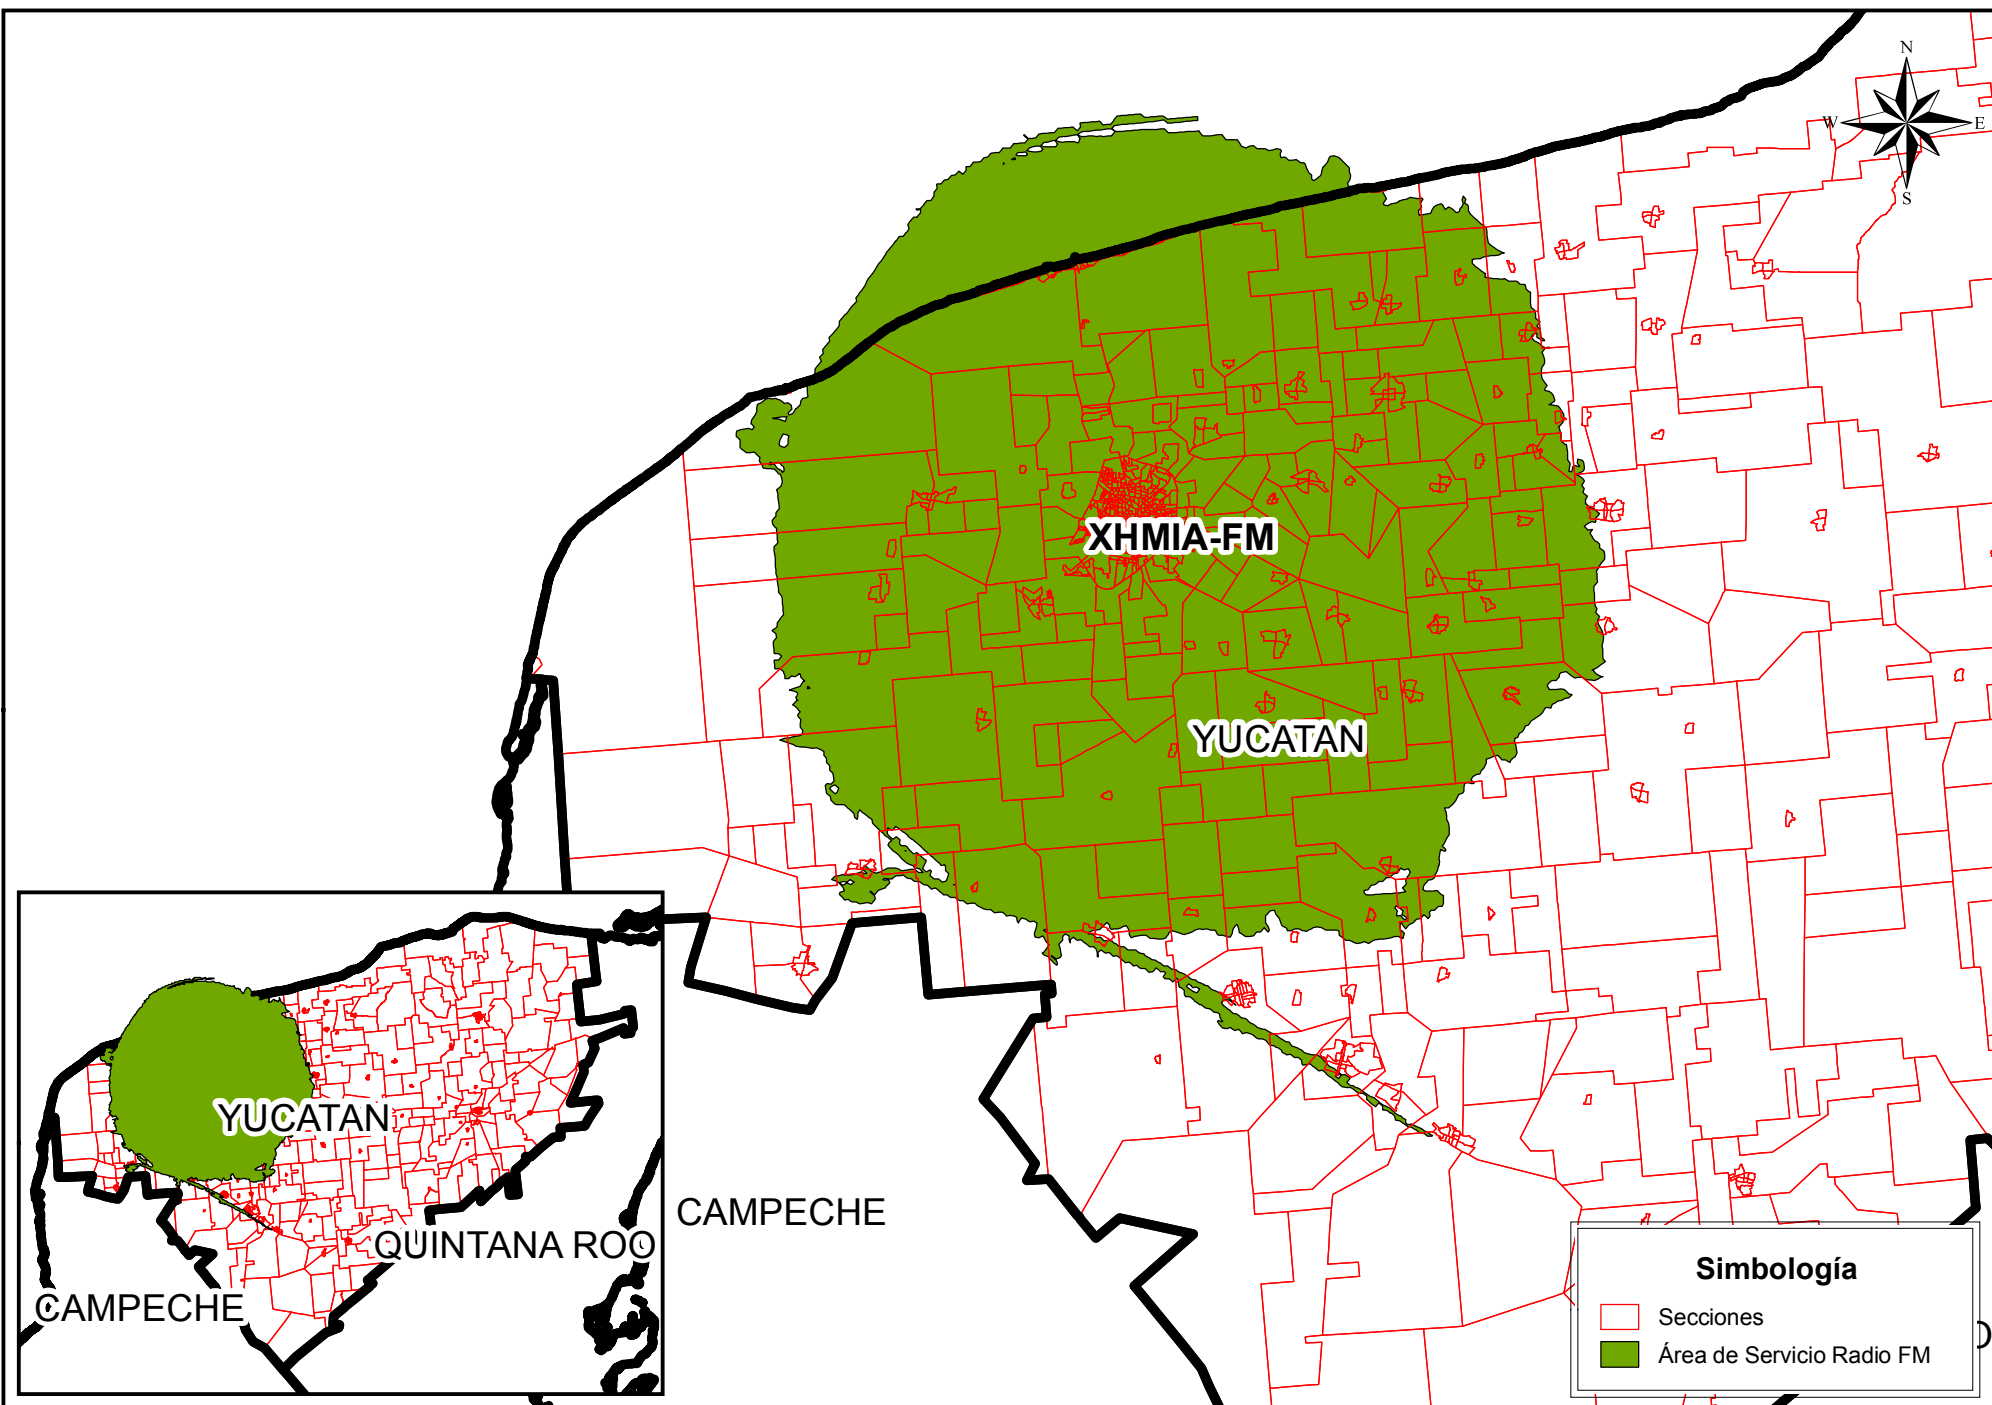 N
W E
S
XHMIA-FM
YUCATAN
CAMPECHE
YUCATAN
QUINTANA ROO
CAMPECHE
Simbología
Secciones
Área de Servicio Radio FM